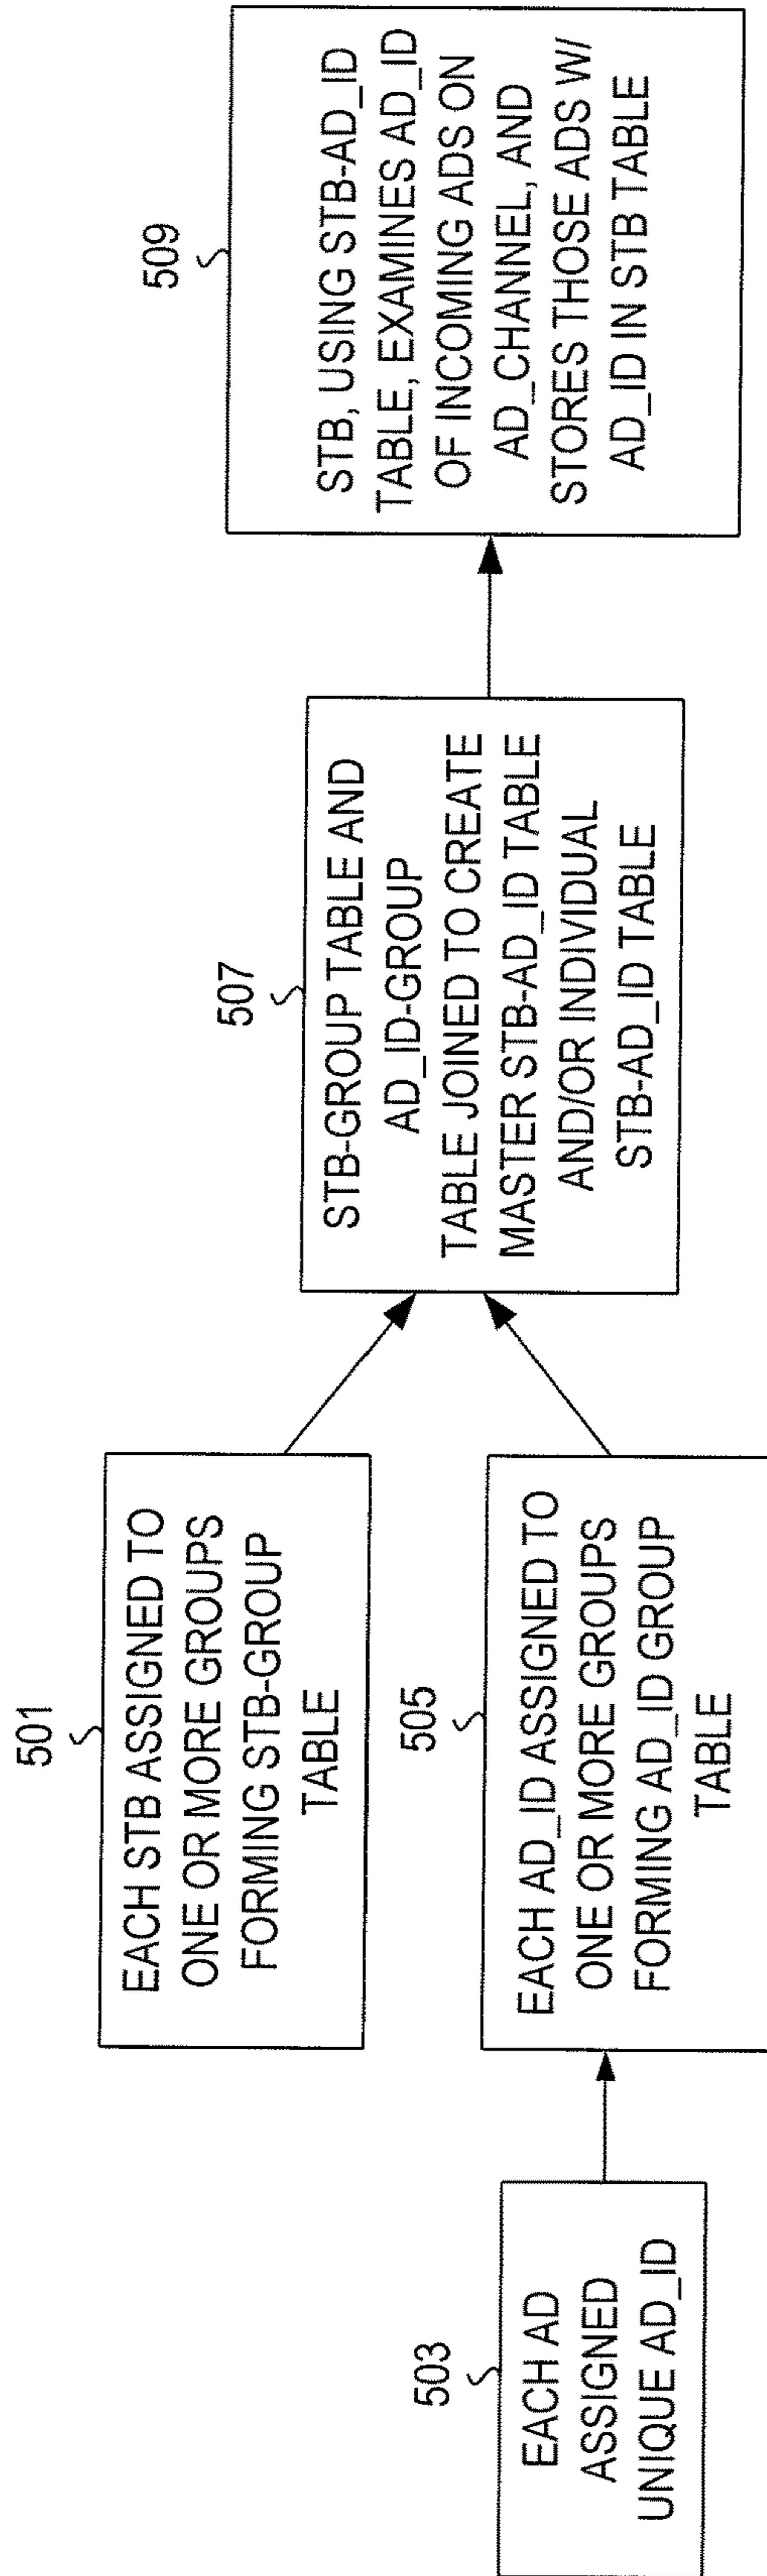 501
EACH STB ASSIGNED TO
ONE OR MORE GROUPS
FORMING STB-GROUP
TABLE
503
EACH AD
ASSIGNED
UNIQUE AD_ID
505
EACH AD_ID ASSIGNED TO
ONE OR MORE GROUPS
FORMING AD_ID GROUP
TABLE
507
STB-GROUP TABLE AND
AD_ID-GROUP
TABLE JOINED TO CREATE
MASTER STB-AD_ID TABLE
AND/OR INDIVIDUAL
STB-AD_ID TABLE
509
STB, USING STB-AD_ID
TABLE, EXAMINES AD_ID
OF INCOMING ADS ON
AD_CHANNEL, AND
STORES THOSE ADS W/
AD_ID IN STB TABLE